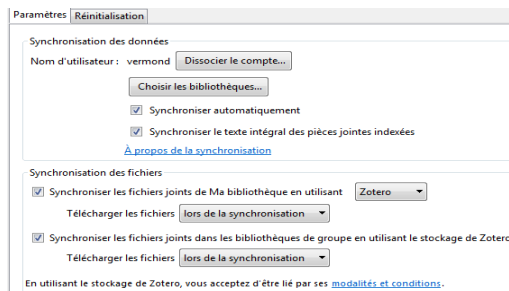 Paramètres Réinitialisation
Synchronisation des données
Nom d'utilisateur : vermond Dissocier le compte...
Choisir les bibliothèques...
Synchroniser automatiquement
Synchroniser le texte intégral des pièces jointes indexées
À propos de la synchronisation
Synchronisation des fichiers
Synchroniser les fichiers joints de Ma bibliothèque en utilisant Zotero
Télécharger les fichiers lors de la synchronisation
Synchroniser les fichiers joints dans les bibliothèques de groupe en utilisant le stockage de Zotero
Télécharger les fichiers lors de la synchronisation
En utilisant le stockage de Zotero, vous acceptez d'être lié par ses modalités et conditions.